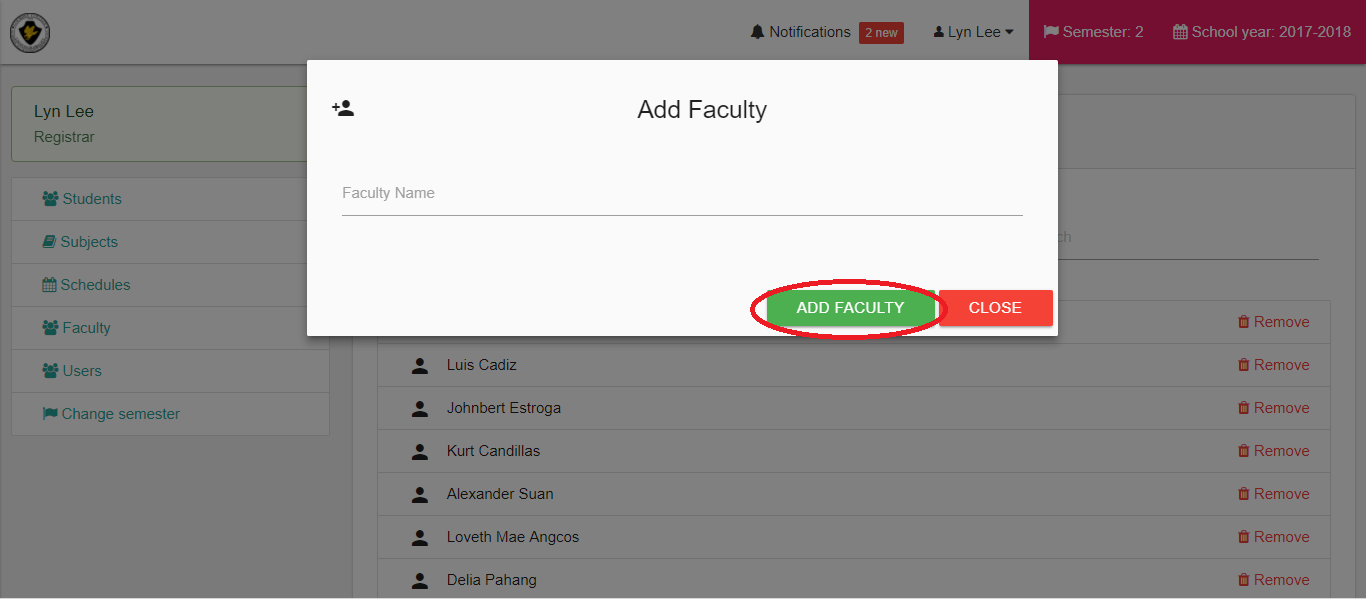 Notifications 2 new Lyn Lee Semester: 2 School year: 2017-2018
Lyn Lee
Registrar
Students
Subjects
Schedules
Faculty
Users
Change semester
Add Faculty
Faculty Name
ADD FACULTY CLOSE
ch
Remove
Luis Cadiz Remove
Johnbert Estroga Remove
Kurt Candillas Remove
Alexander Suan Remove
Loveth Mae Angcos Remove
Delia Pahang Remove